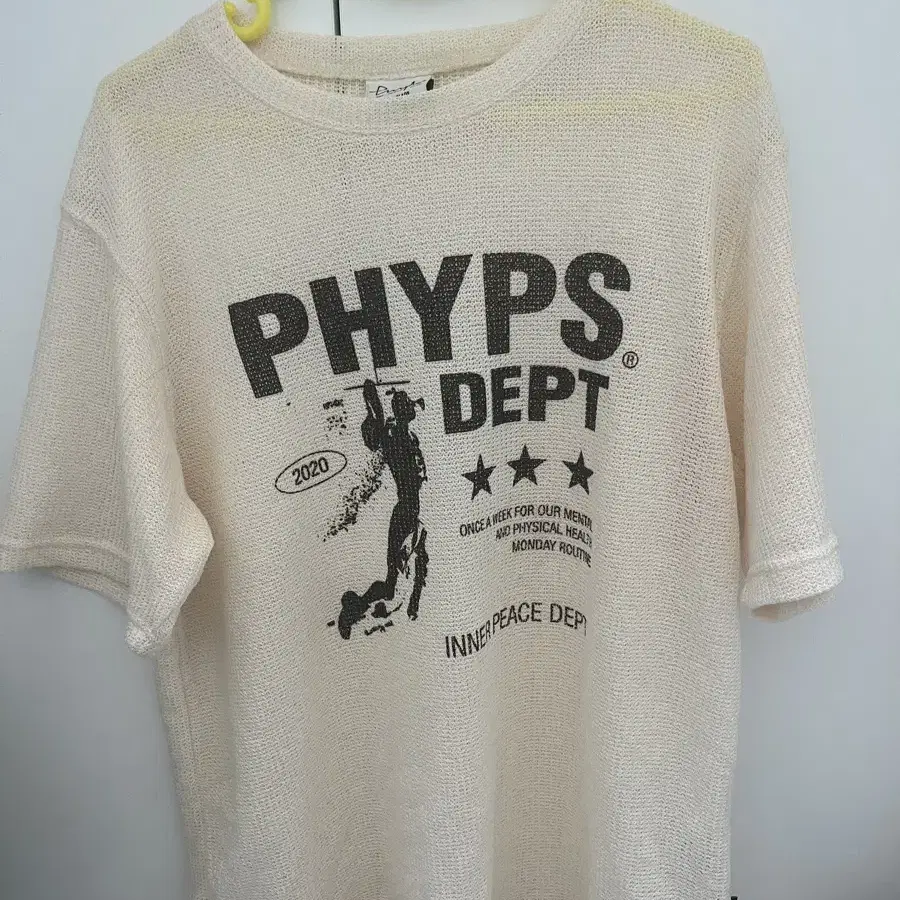 PHYPS®
DEPT
2020
ONCE A WEEK FOR OUR MENTAL
AND PHYSICAL HEALTH
MONDAY ROUTINE
INNER PEACE DEPT